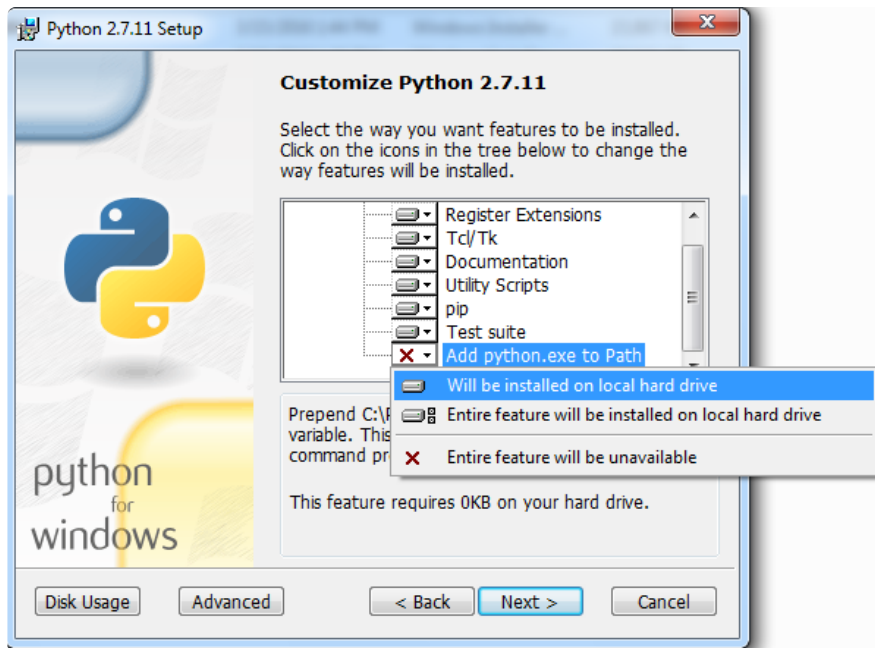 Python 2.7.11 Setup
Customize Python 2.7.11
Select the way you want features to be installed.
Click on the icons in the tree below to change the
way features will be installed.
Register Extensions
Tcl/Tk
Documentation
Utility Scripts
pip
Test suite
Add python.exe to Path
Will be installed on local hard drive
Entire feature will be installed on local hard drive
Entire feature will be unavailable
Prepend C:\
variable. This
command pr
This feature requires 0KB on your hard drive.
python
for
windows
Disk Usage
Advanced
< Back
Next >
Cancel